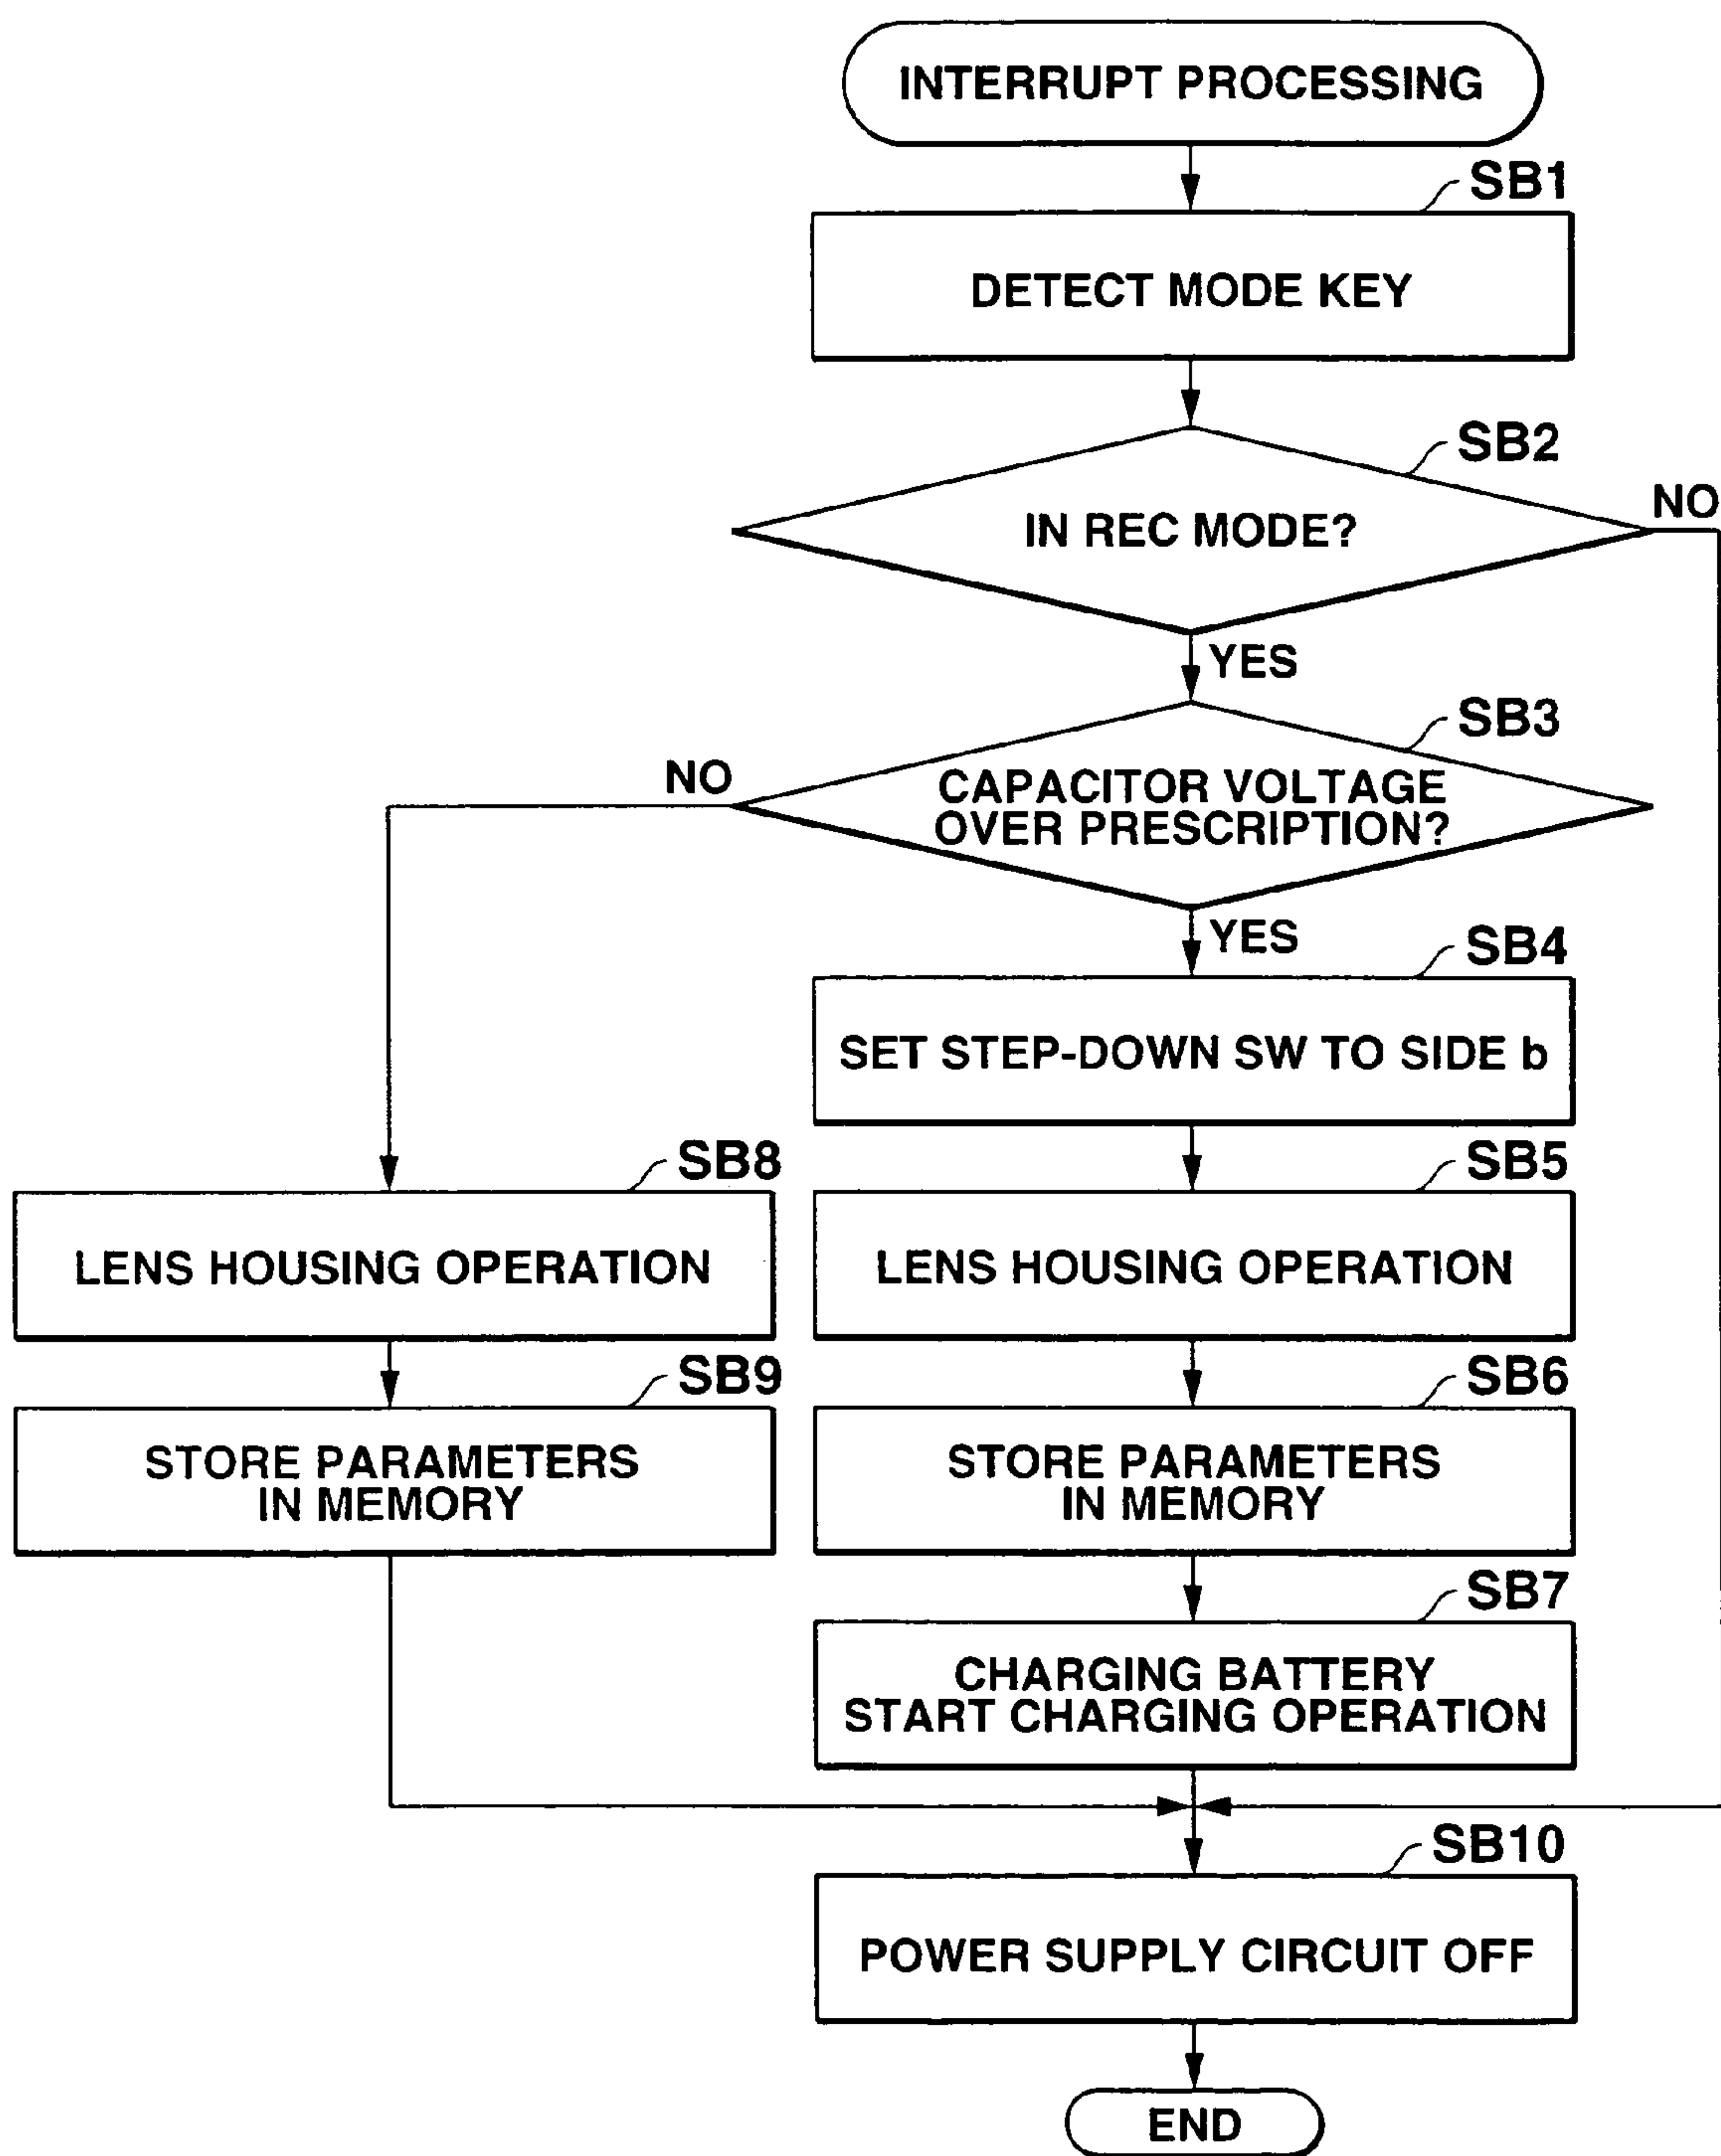 INTERRUPT PROCESSING
SB1
DETECT MODE KEY
SB2
IN REC MODE?
NO
YES
SB3
CAPACITOR VOLTAGE
OVER PRESCRIPTION?
NO
YES
SB4
SET STEP-DOWN SW TO SIDE b
SB8
LENS HOUSING OPERATION
SB5
LENS HOUSING OPERATION
SB9
STORE PARAMETERS
IN MEMORY
SB6
STORE PARAMETERS
IN MEMORY
SB7
CHARGING BATTERY
START CHARGING OPERATION
SB10
POWER SUPPLY CIRCUIT OFF
END